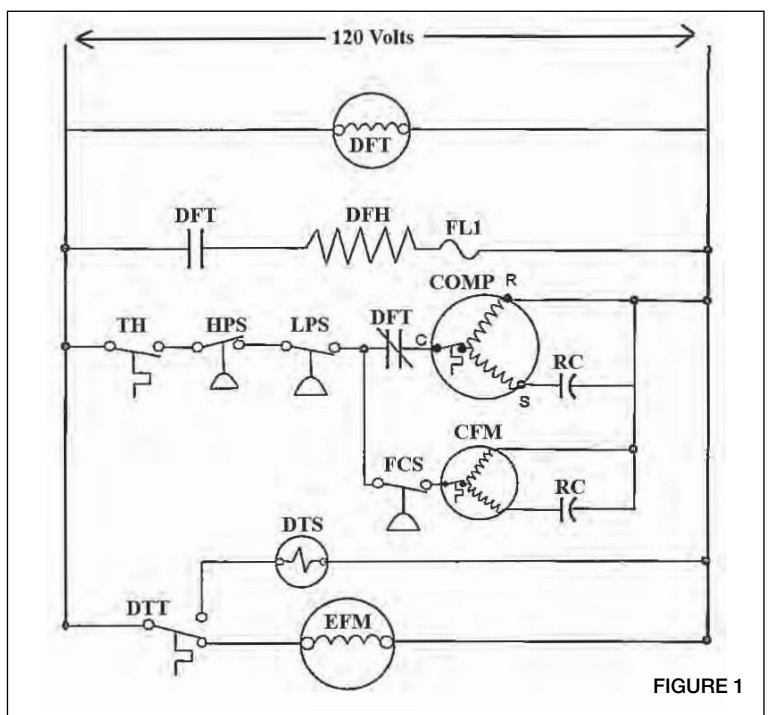 120 Volts
DFT
DFT DFH FL1
COMP R
TH HPS LPS DFT C
RC
S
CFM
FCS
RC
DTS
DTT EFM
FIGURE 1